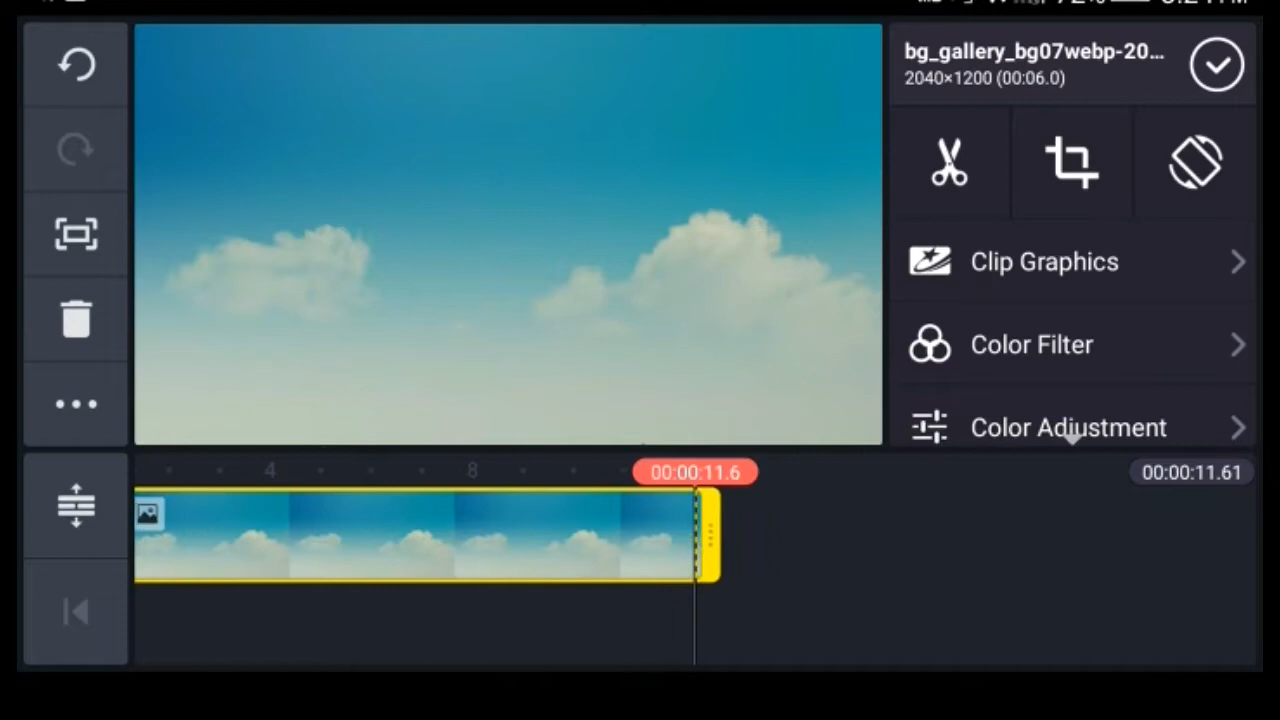 bg_gallery_bg07webp-20...
2040×1200 (00:06.0)
Clip Graphics
Color Filter
Color Adjustment
4
8
00:00:11.6
00:00:11.61